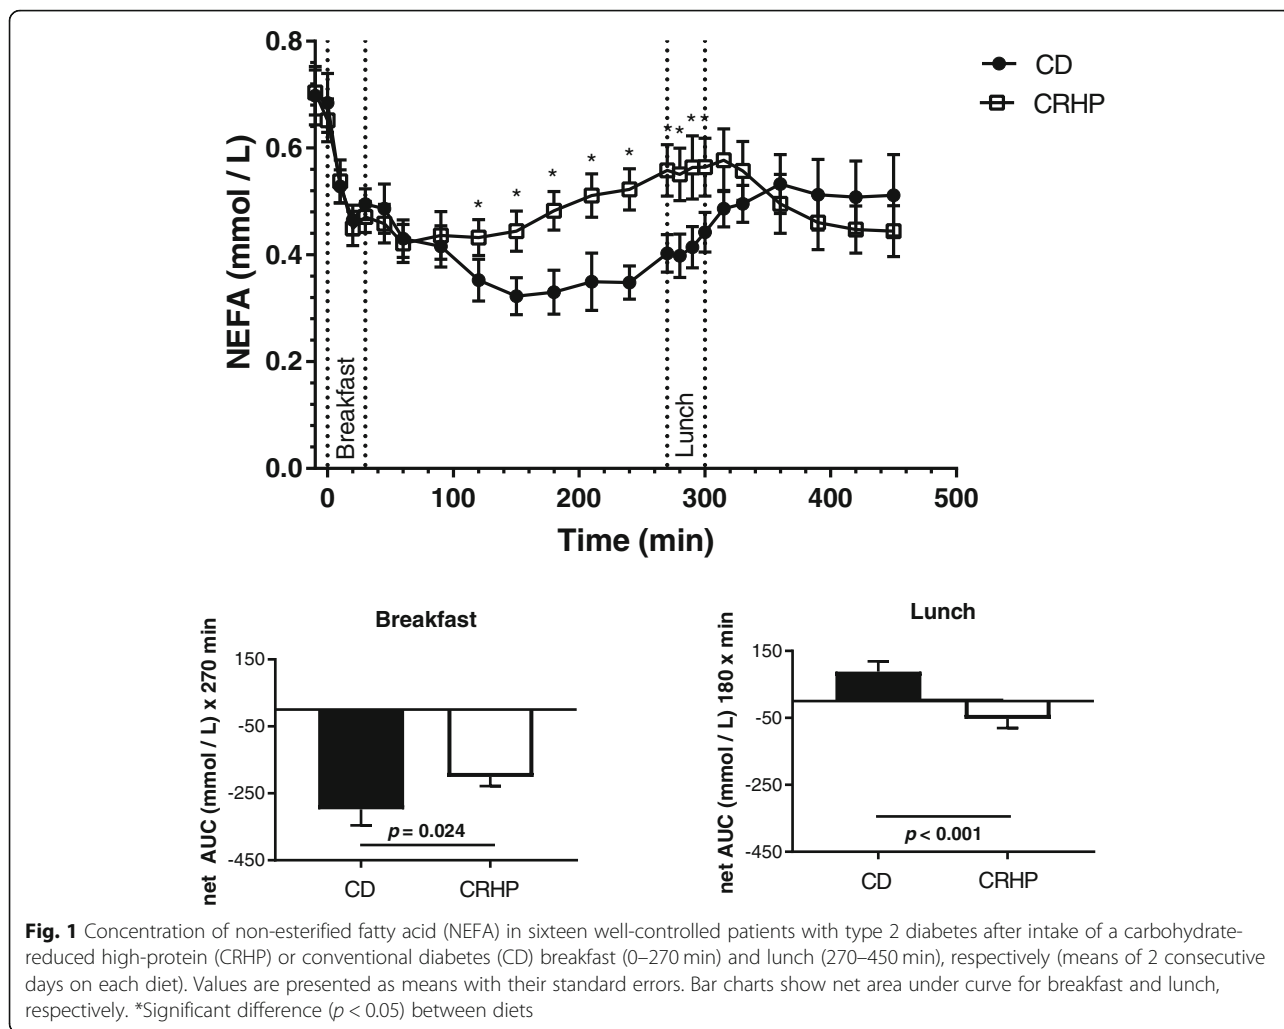 0.8
0.6
0.4
0.2
0.0
NEFA (mmol / L)
CD
CRHP
* * * * * * * * *
Breakfast
Lunch
0 100 200 300 400 500
Time (min)
Breakfast
net AUC (mmol / L) x 270 min
150
-50
-250
-450
p = 0.024
CD CRHP
Lunch
net AUC (mmol / L) 180 x min
150
-50
-250
-450
p < 0.001
CD CRHP
Fig. 1 Concentration of non-esterified fatty acid (NEFA) in sixteen well-controlled patients with type 2 diabetes after intake of a carbohydrate-
reduced high-protein (CRHP) or conventional diabetes (CD) breakfast (0–270 min) and lunch (270–450 min), respectively (means of 2 consecutive
days on each diet). Values are presented as means with their standard errors. Bar charts show net area under curve for breakfast and lunch,
respectively. *Significant difference (p < 0.05) between diets